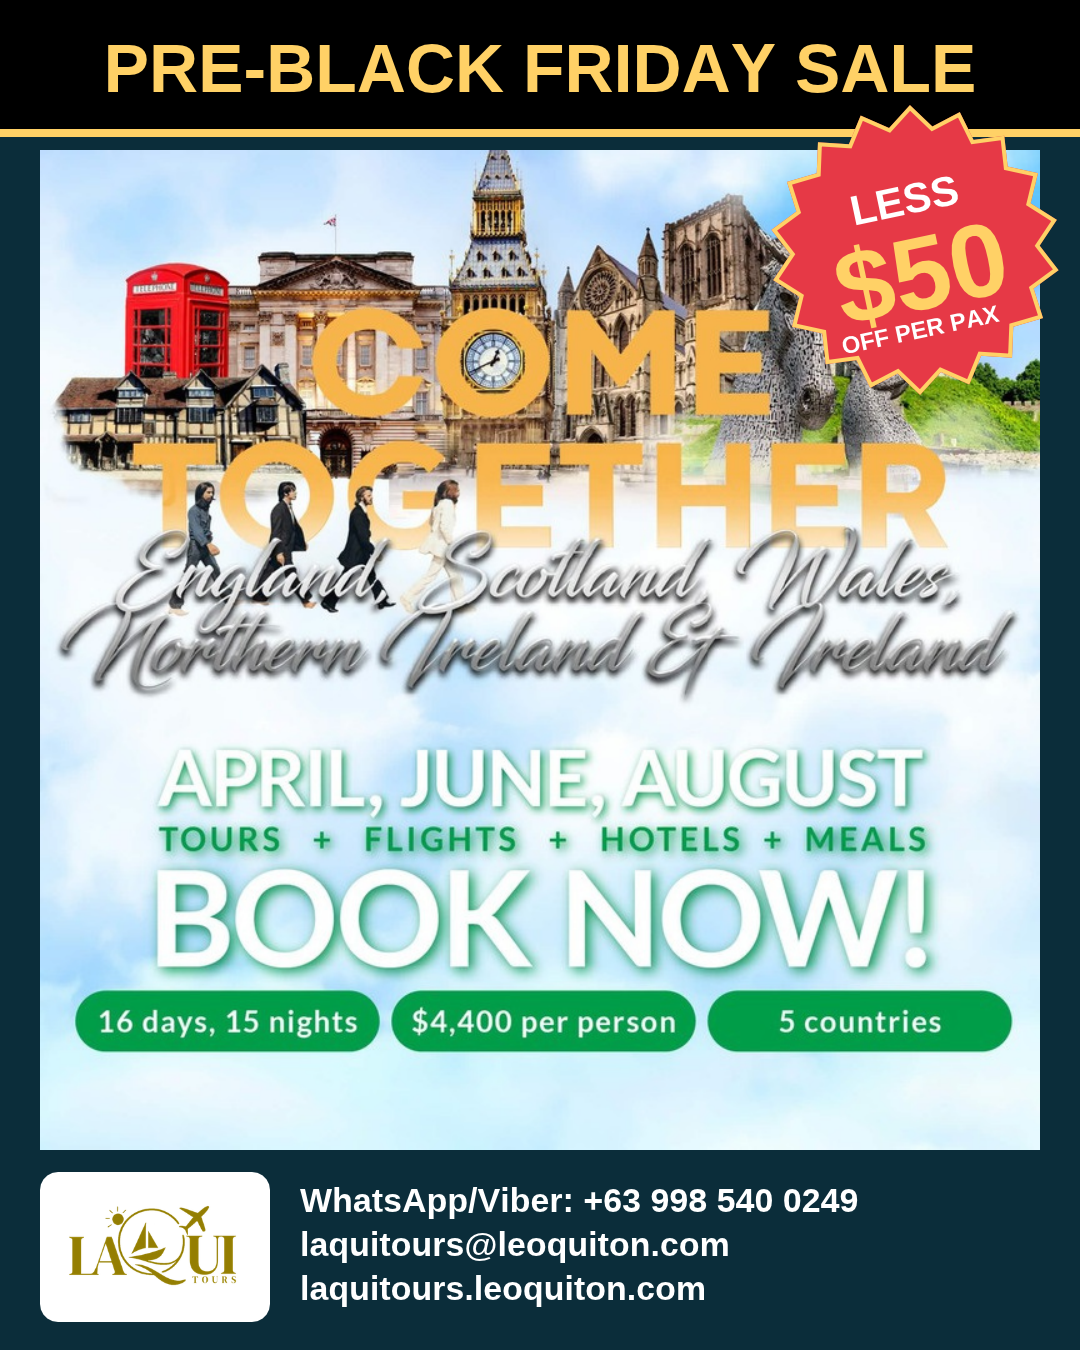 PRE-BLACK FRIDAY SALE
LESS
$50
OFF PER PAX
TELEPHONE
TELEPHONE
COME
TOGETHER
England, Scotland, Wales,
Northern Ireland & Ireland
APRIL, JUNE, AUGUST
TOURS + FLIGHTS + HOTELS + MEALS
BOOK NOW!
16 days, 15 nights
$4,400 per person
5 countries
LAQUI
TOURS
WhatsApp/Viber: +63 998 540 0249
laquitours@leoquiton.com
laquitours.leoquiton.com